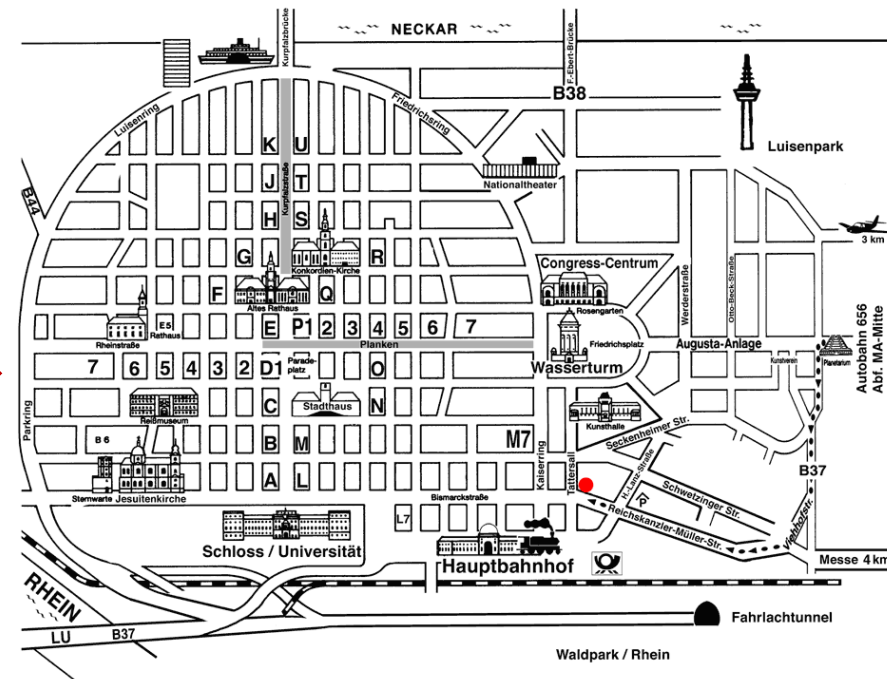 NECKAR
Kurpfalzbrücke
F.-Ebert-Brücke
B38
Luisenring
Friedrichsring
Luisenpark
K U
J T
H S
Kurpfalzstraße
Nationaltheater
B44
3 km
G
Konkordien-Kirche
R
Congress-Centrum
Rosengarten
Werderstraße
Otto-Beck-Straße
F
Altes Rathaus
Q
E5
Rathaus
Rheinstraße
E P1 2 3 4 5 6 7
Planken
Friedrichsplatz
Augusta-Anlage
Kunstverein
Planetarium
Autobahn 656
Abf. MA-Mitte
7 6 5 4 3 2 D1
Parade-
platz
O
Wasserturm
Reißmuseum
C
Stadthaus
N
Kunsthalle
Parkring
B 6
B M
M7
Kaiserring
Tattersall
Seckenheimer Str.
H.-Lanz-Straße
Schwetzinger Str.
B37
Sternwarte
Jesuitenkirche
A L
Bismarckstraße
Reichskanzler-Müller-Str.
Viehhofstr.
L7
Schloss / Universität
Hauptbahnhof
Messe 4 km
RHEIN
LU
B37
Fahrlachtunnel
Waldpark / Rhein